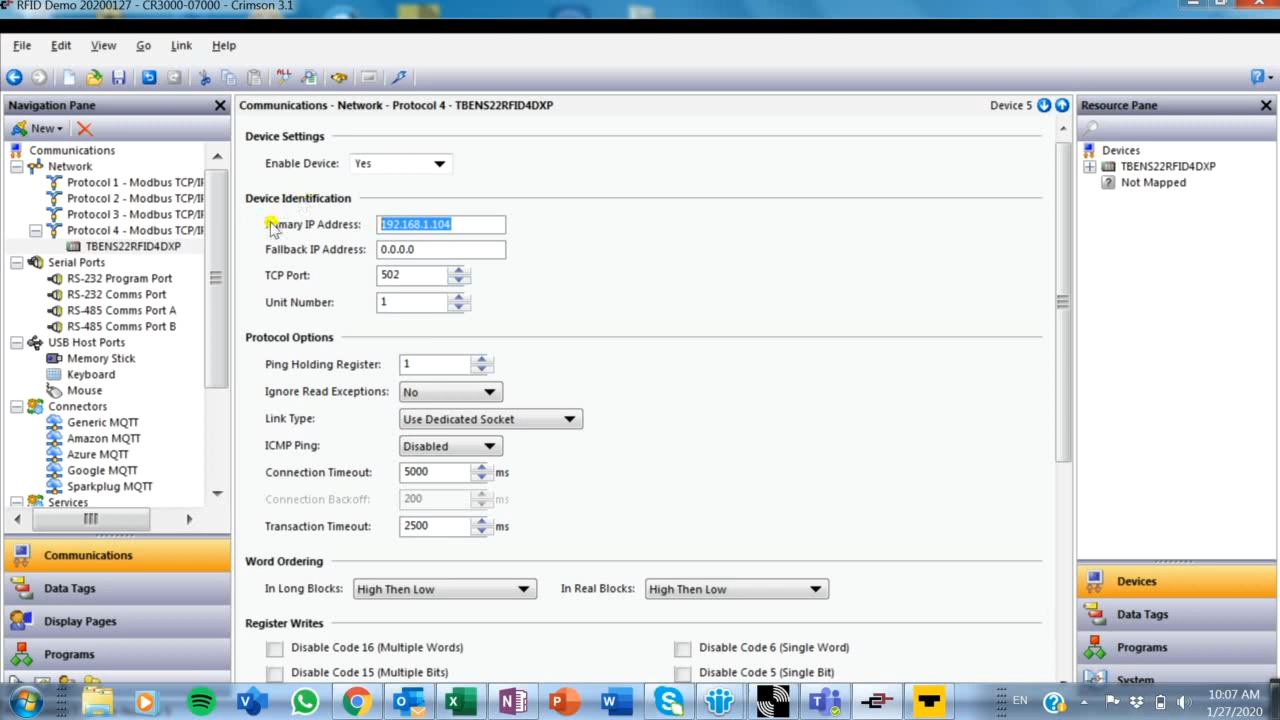 RFID Demo 20200127 - CR3000-07000 - Crimson 3.1
File Edit View Go Link Help
Navigation Pane
New
Communications
Network
Protocol 1 - Modbus TCP/IP
Protocol 2 - Modbus TCP/IP
Protocol 3 - Modbus TCP/IP
Protocol 4 - Modbus TCP/IP
TBENS22RFID4DXP
Serial Ports
RS-232 Program Port
RS-232 Comms Port
RS-485 Comms Port A
RS-485 Comms Port B
USB Host Ports
Memory Stick
Keyboard
Mouse
Connectors
Generic MQTT
Amazon MQTT
Azure MQTT
Google MQTT
Sparkplug MQTT
Services
Communications
Data Tags
Display Pages
Programs
Communications - Network - Protocol 4 - TBENS22RFID4DXP
Device 5
Device Settings
Enable Device: Yes
Device Identification
Primary IP Address: 192.168.1.104
Fallback IP Address: 0.0.0.0
TCP Port: 502
Unit Number: 1
Protocol Options
Ping Holding Register: 1
Ignore Read Exceptions: No
Link Type: Use Dedicated Socket
ICMP Ping: Disabled
Connection Timeout: 5000 ms
Connection Backoff: 200 ms
Transaction Timeout: 2500 ms
Word Ordering
In Long Blocks: High Then Low In Real Blocks: High Then Low
Register Writes
Disable Code 16 (Multiple Words) Disable Code 6 (Single Word)
Disable Code 15 (Multiple Bits) Disable Code 5 (Single Bit)
Resource Pane
Devices
TBENS22RFID4DXP
Not Mapped
Devices
Data Tags
Programs
System
EN
10:07 AM
1/27/2020